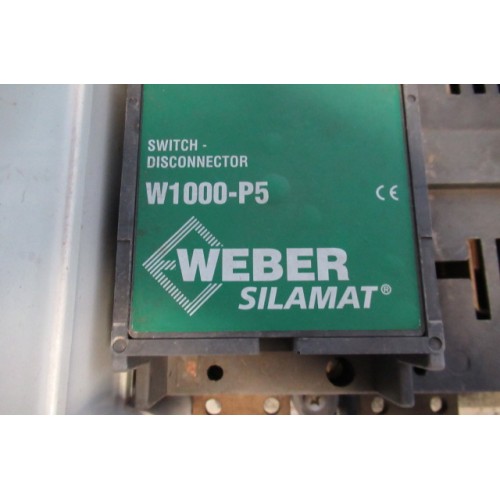 SWITCH -
DISCONNECTOR
W1000-P5 CE
WEBER
SILAMAT®